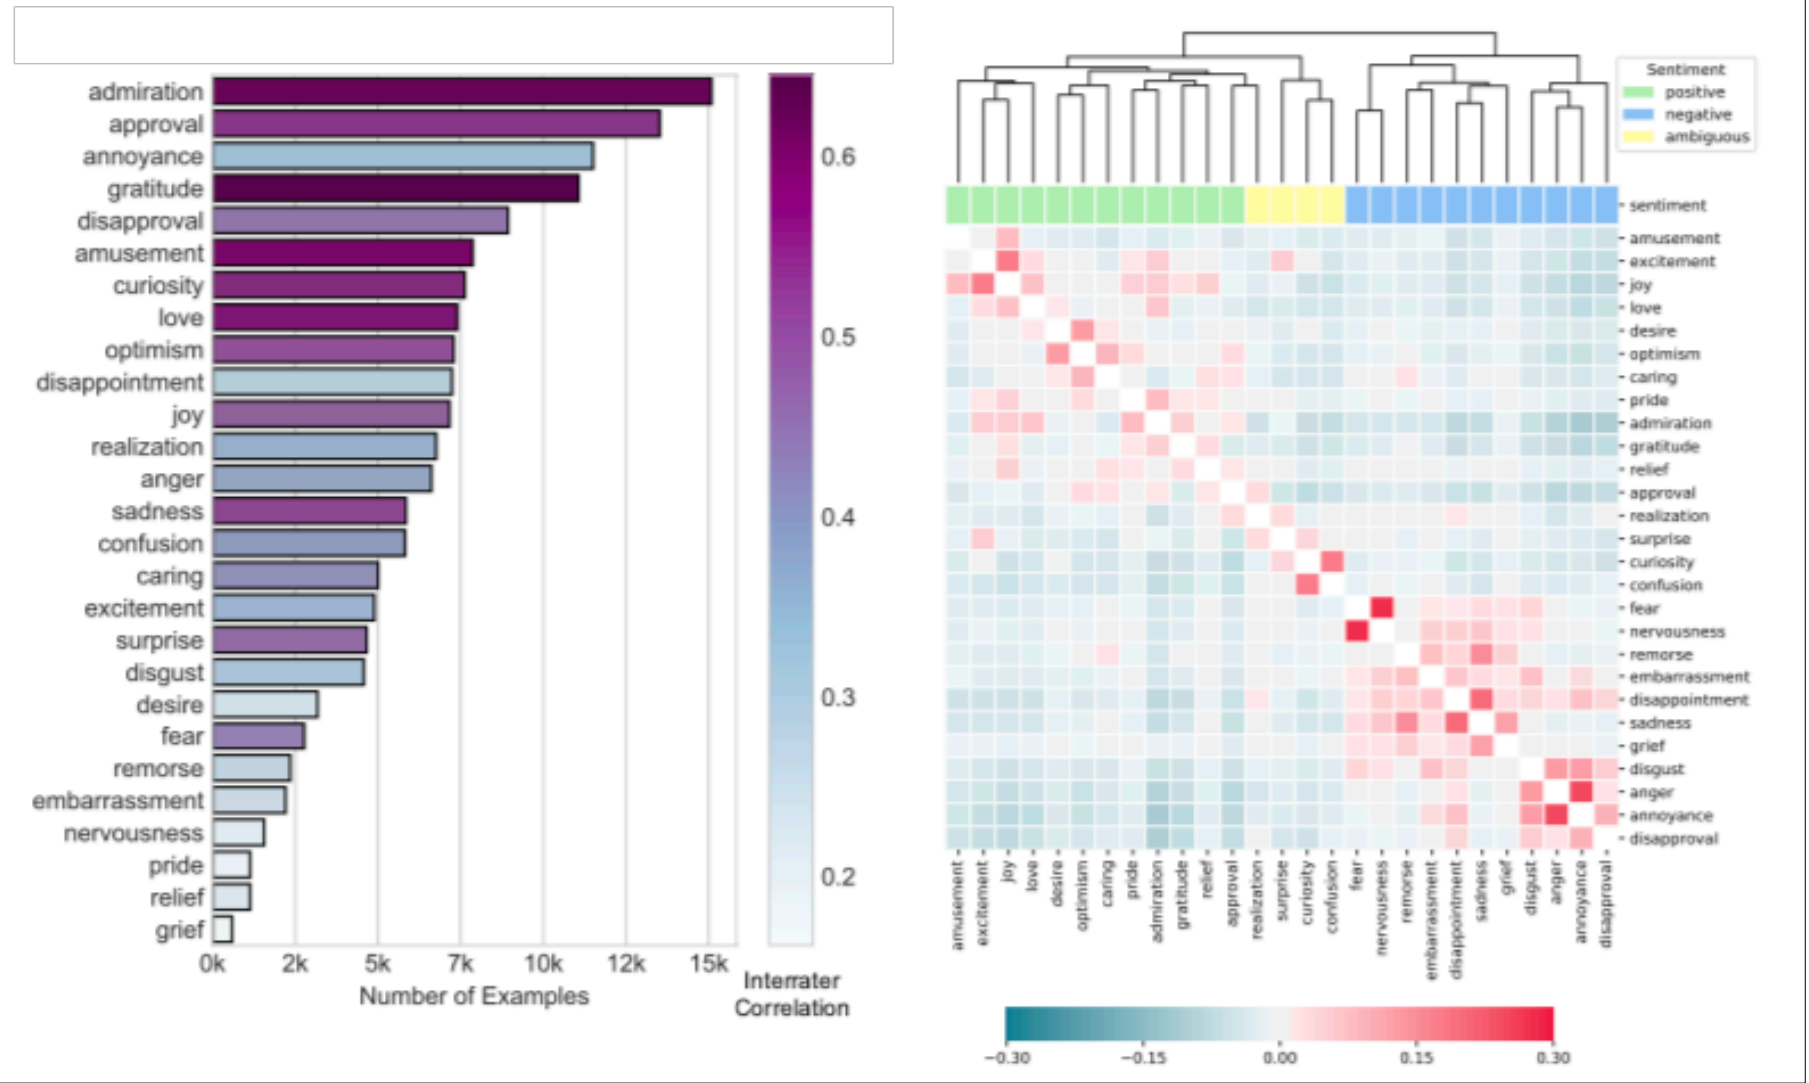 admiration
approval
annoyance
gratitude
disapproval
amusement
curiosity
love
optimism
disappointment
joy
realization
anger
sadness
confusion
caring
excitement
surprise
disgust
desire
fear
remorse
embarrassment
nervousness
pride
relief
grief
0k 2k 5k 7k 10k 12k 15k
Number of Examples
0.6
0.5
0.4
0.3
0.2
Interrater
Correlation
Sentiment
positive
negative
ambiguous
sentiment
amusement
excitement
joy
love
desire
optimism
caring
pride
admiration
gratitude
relief
approval
realization
surprise
curiosity
confusion
fear
nervousness
remorse
embarrassment
disappointment
sadness
grief
disgust
anger
annoyance
disapproval
amusement
excitement
joy
love
desire
optimism
caring
pride
admiration
gratitude
relief
approval
realization
surprise
curiosity
confusion
fear
nervousness
remorse
embarrassment
disappointment
sadness
grief
disgust
anger
annoyance
disapproval
−0.30 −0.15 0.00 0.15 0.30